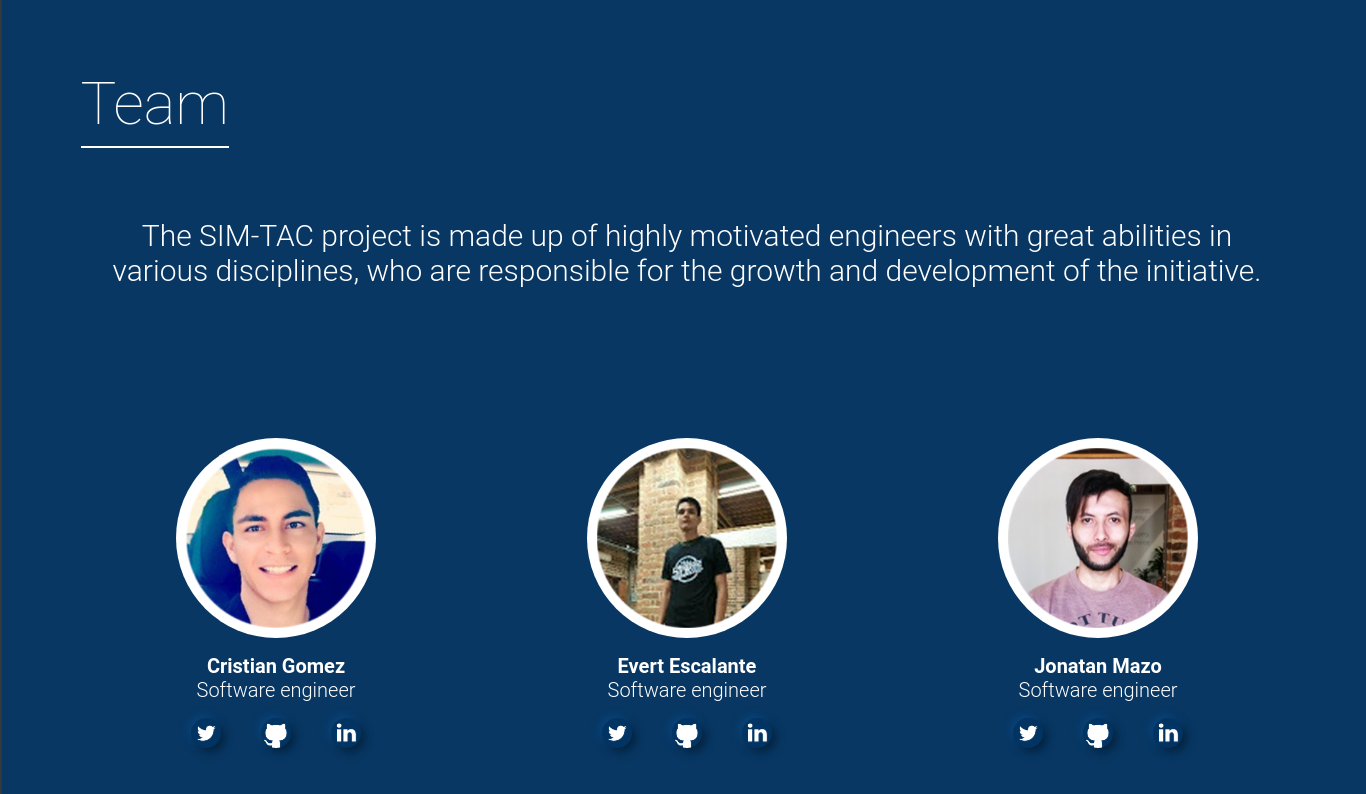 Team
The SIM-TAC project is made up of highly motivated engineers with great abilities in
various disciplines, who are responsible for the growth and development of the initiative.
Cristian Gomez
Software engineer
Evert Escalante
Software engineer
Jonatan Mazo
Software engineer